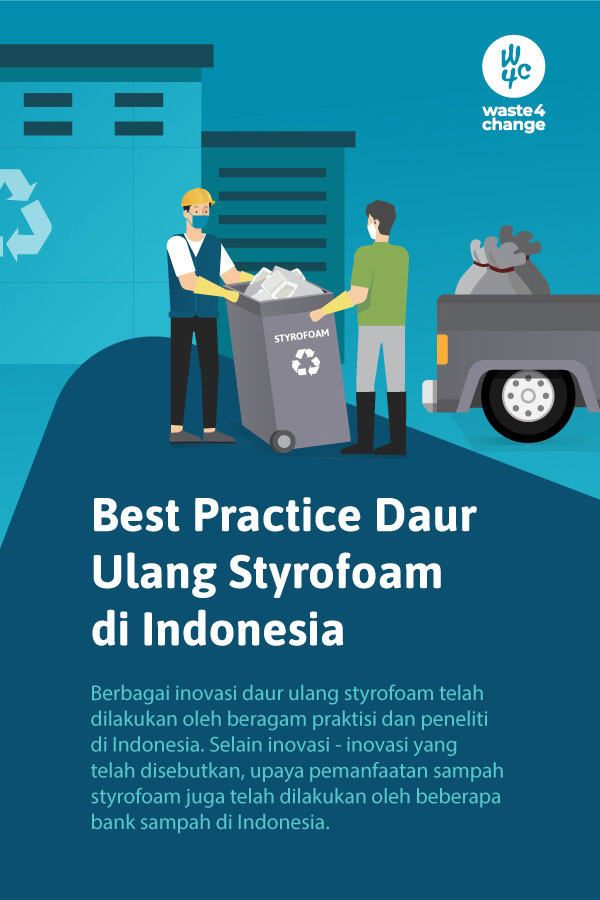 W4C
waste4
change
STYROFOAM
Best Practice Daur
Ulang Styrofoam
di Indonesia
Berbagai inovasi daur ulang styrofoam telah
dilakukan oleh beragam praktisi dan peneliti
di Indonesia. Selain inovasi - inovasi yang
telah disebutkan, upaya pemanfaatan sampah
styrofoam juga telah dilakukan oleh beberapa
bank sampah di Indonesia.